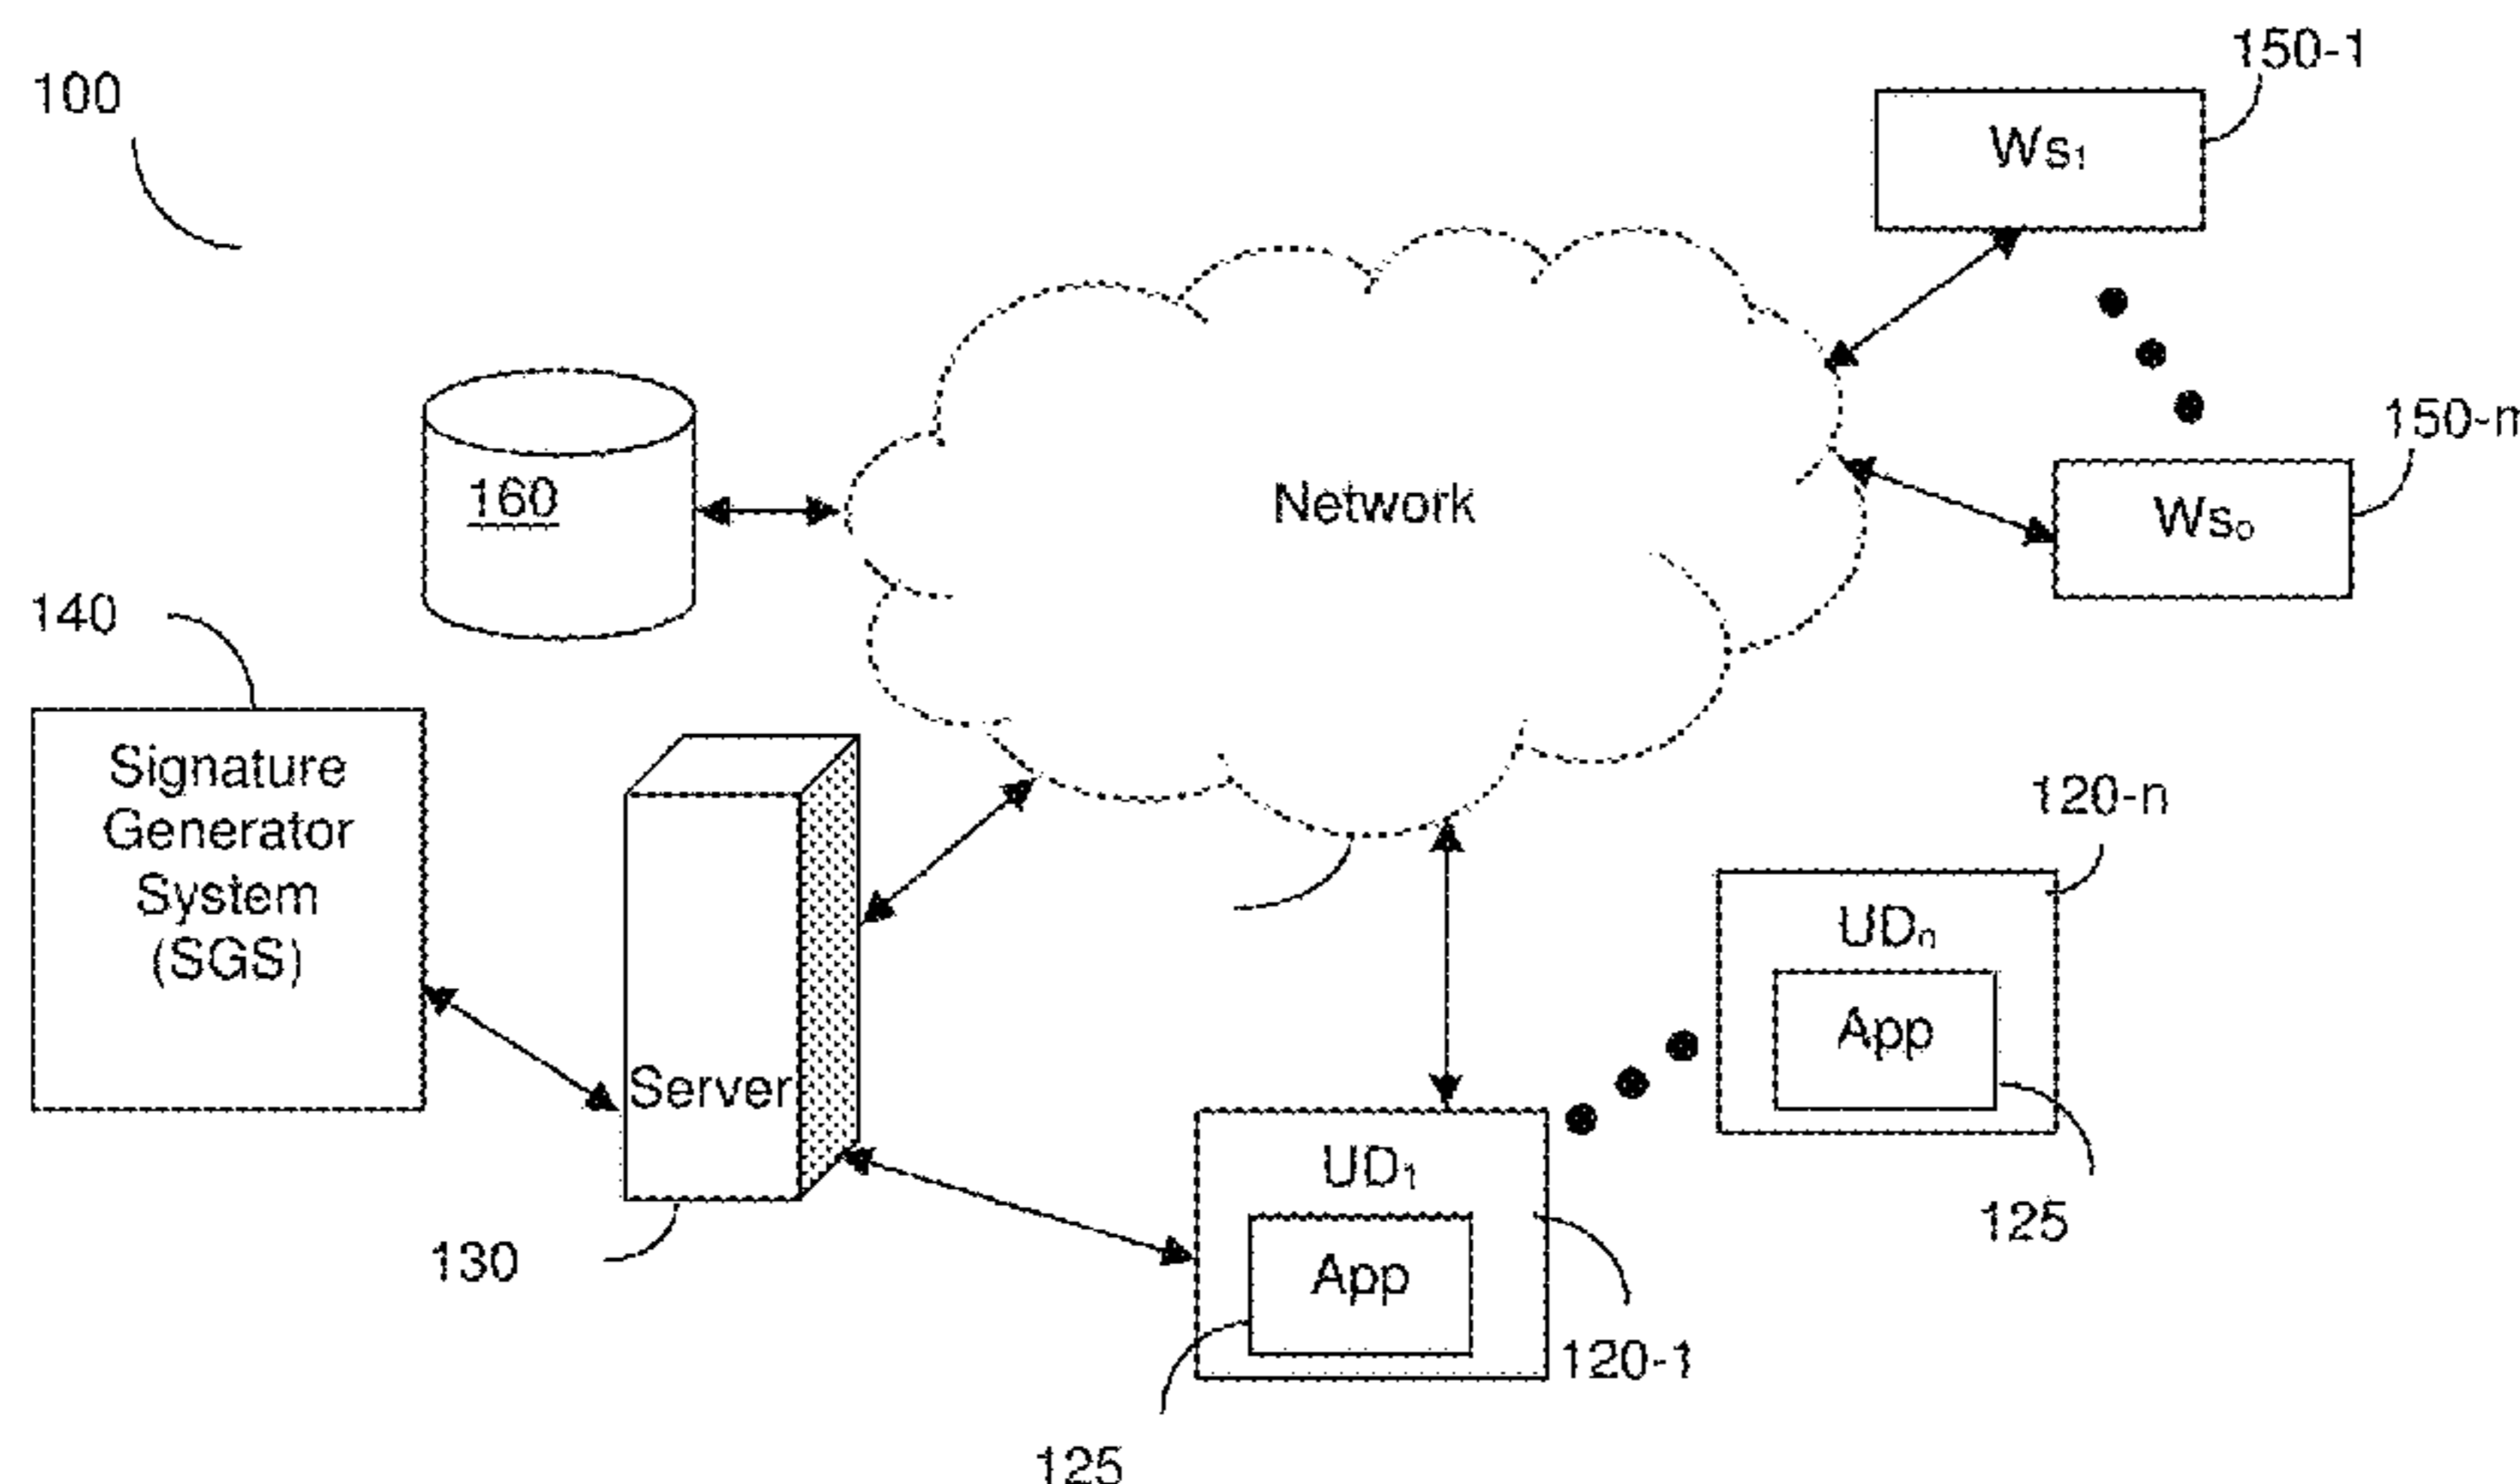 100
150-1
Ws1
150-m
Wso
160
Network
140
Signature
Generator
System
(SGS)
Server
130
120-n
UDn
App
125
UD1
App
120-1
125